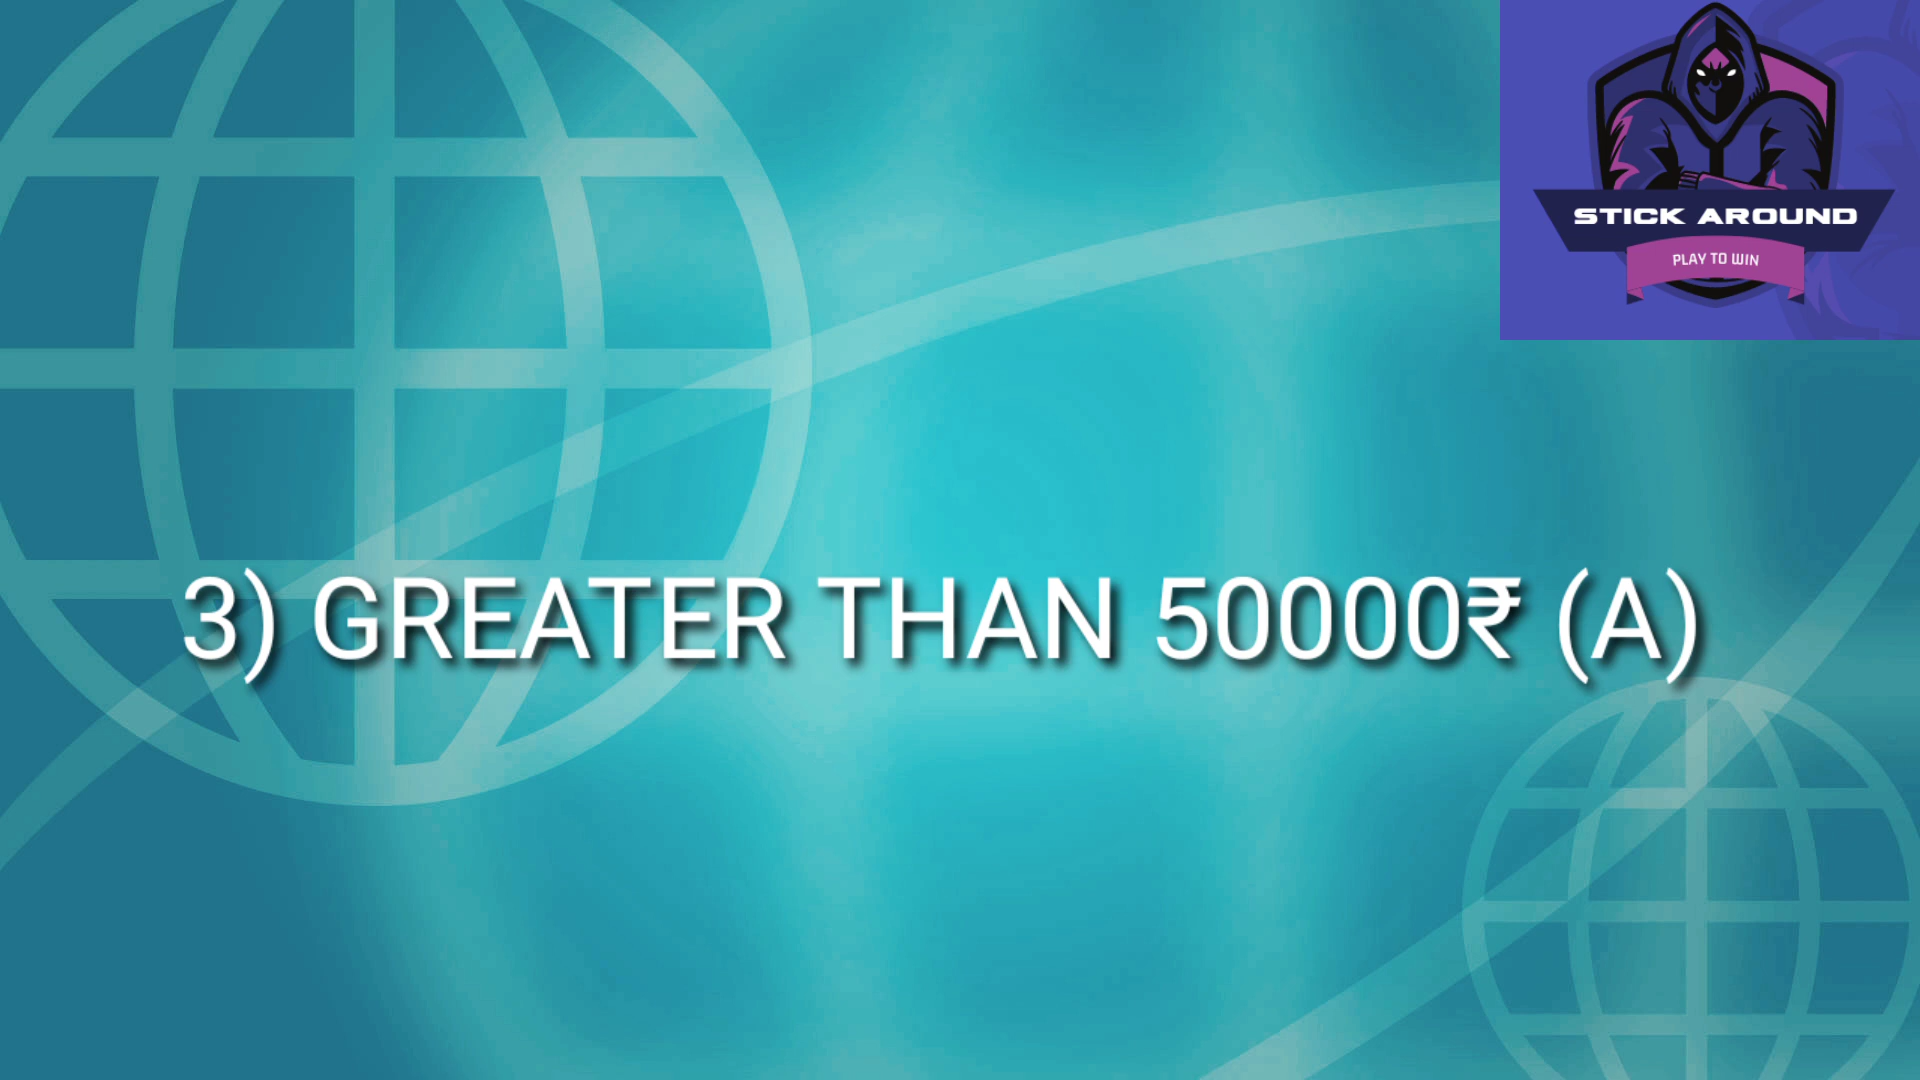 STICK AROUND
PLAY TO WIN
3) GREATER THAN 50000₹ (A)